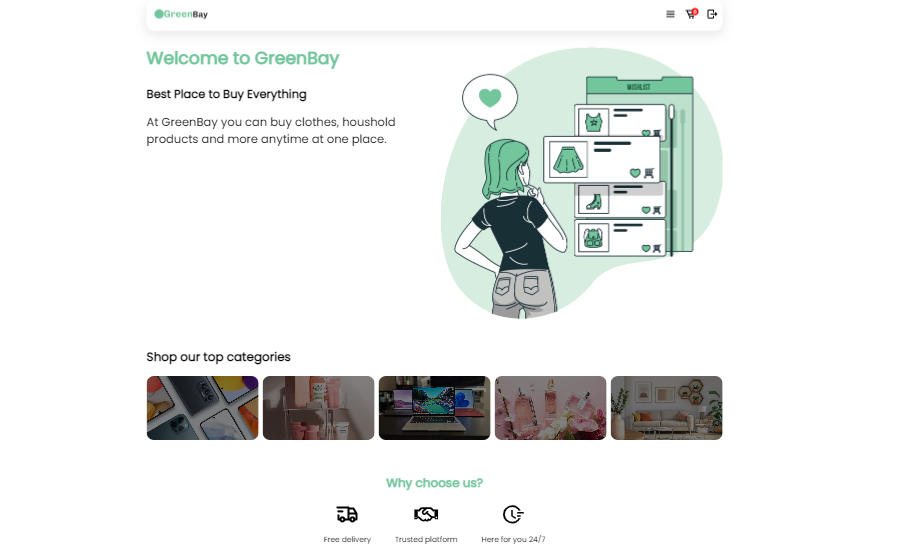 GreenBay
Welcome to GreenBay
Best Place to Buy Everything
At GreenBay you can buy clothes, houshold
products and more anytime at one place.
WISHLIST
Shop our top categories
Why choose us?
Free delivery
Trusted platform
Here for you 24/7